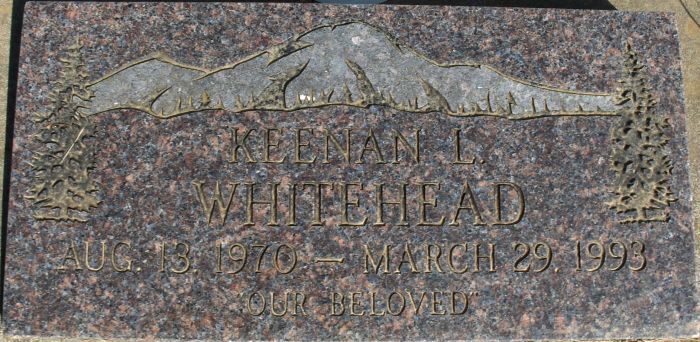 KEENAN L.
WHITEHEAD
AUG. 13. 1970 — MARCH 29. 1993
"OUR BELOVED"